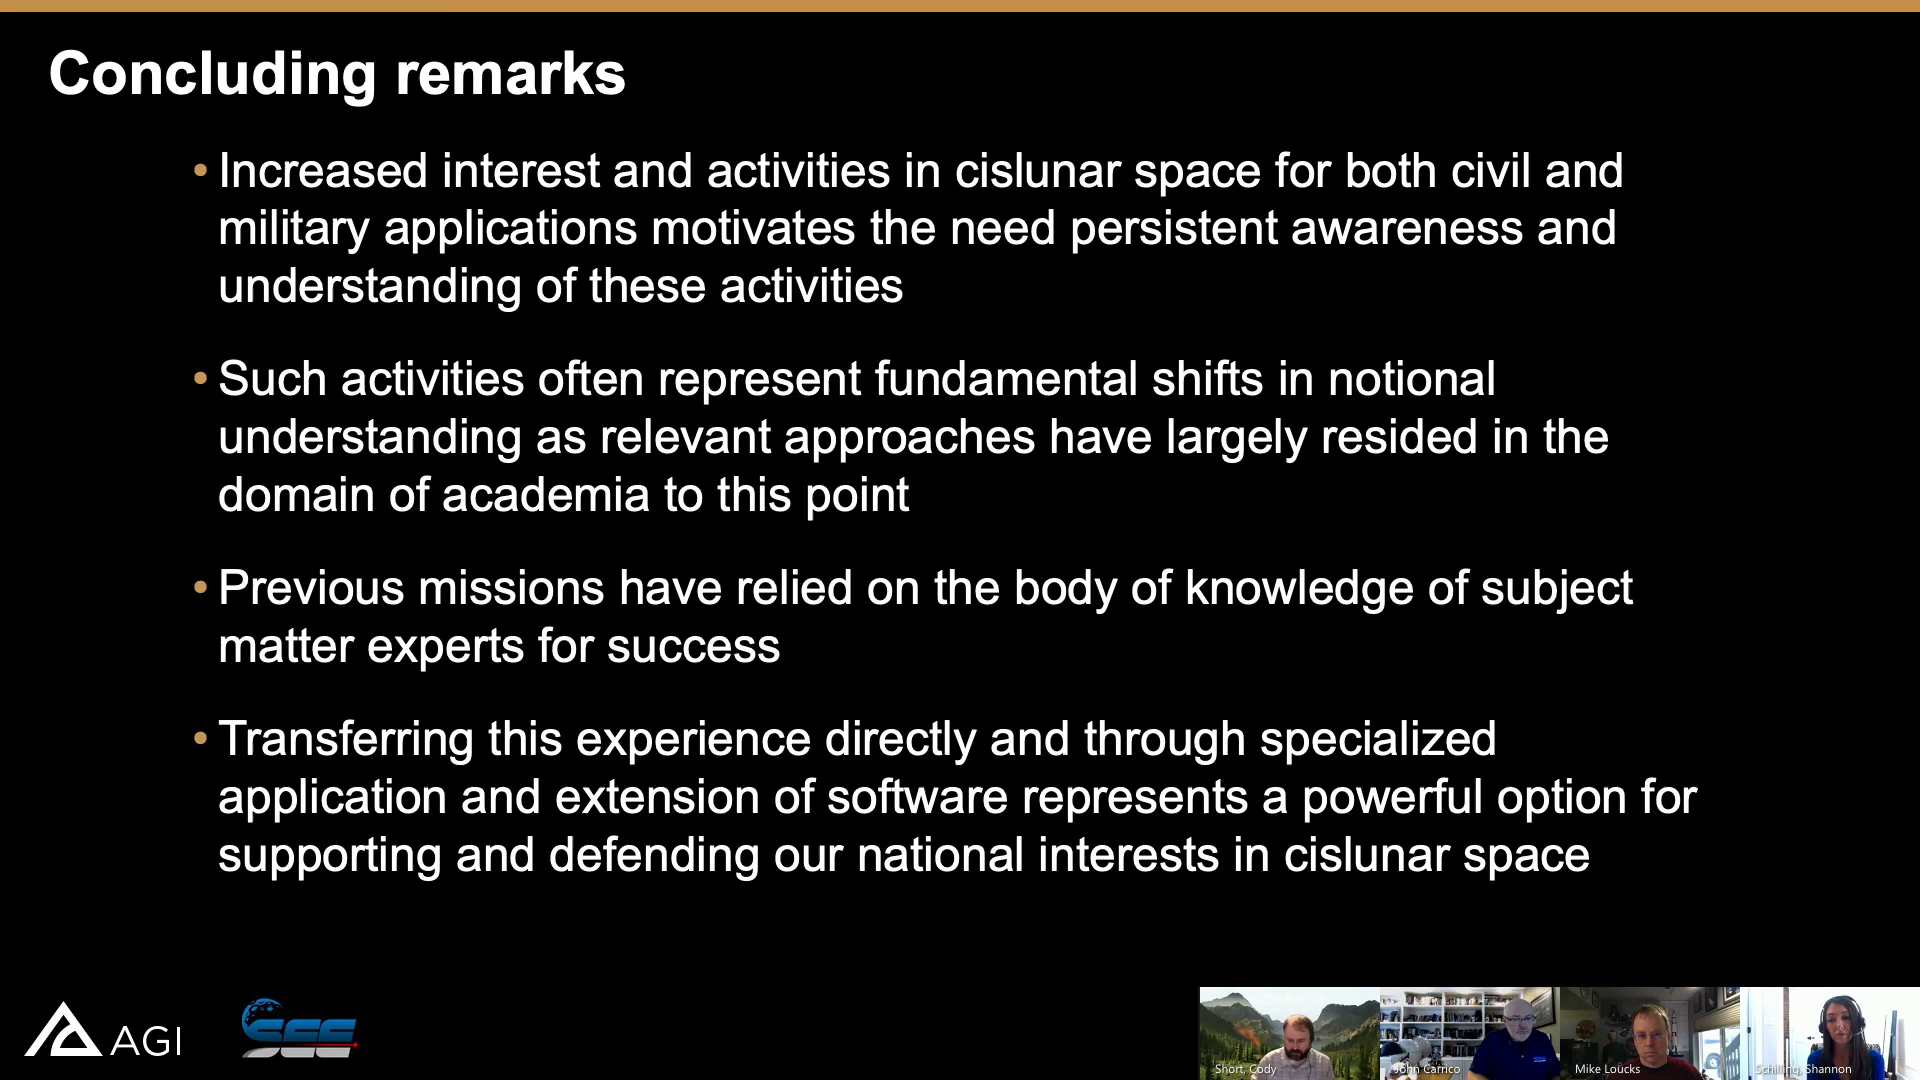 Concluding remarks
• Increased interest and activities in cislunar space for both civil and
military applications motivates the need persistent awareness and
understanding of these activities
• Such activities often represent fundamental shifts in notional
understanding as relevant approaches have largely resided in the
domain of academia to this point
• Previous missions have relied on the body of knowledge of subject
matter experts for success
• Transferring this experience directly and through specialized
application and extension of software represents a powerful option for
supporting and defending our national interests in cislunar space
AGI
SEE
Short, Cody
John Carrico
Mike Loucks
Schilling, Shannon